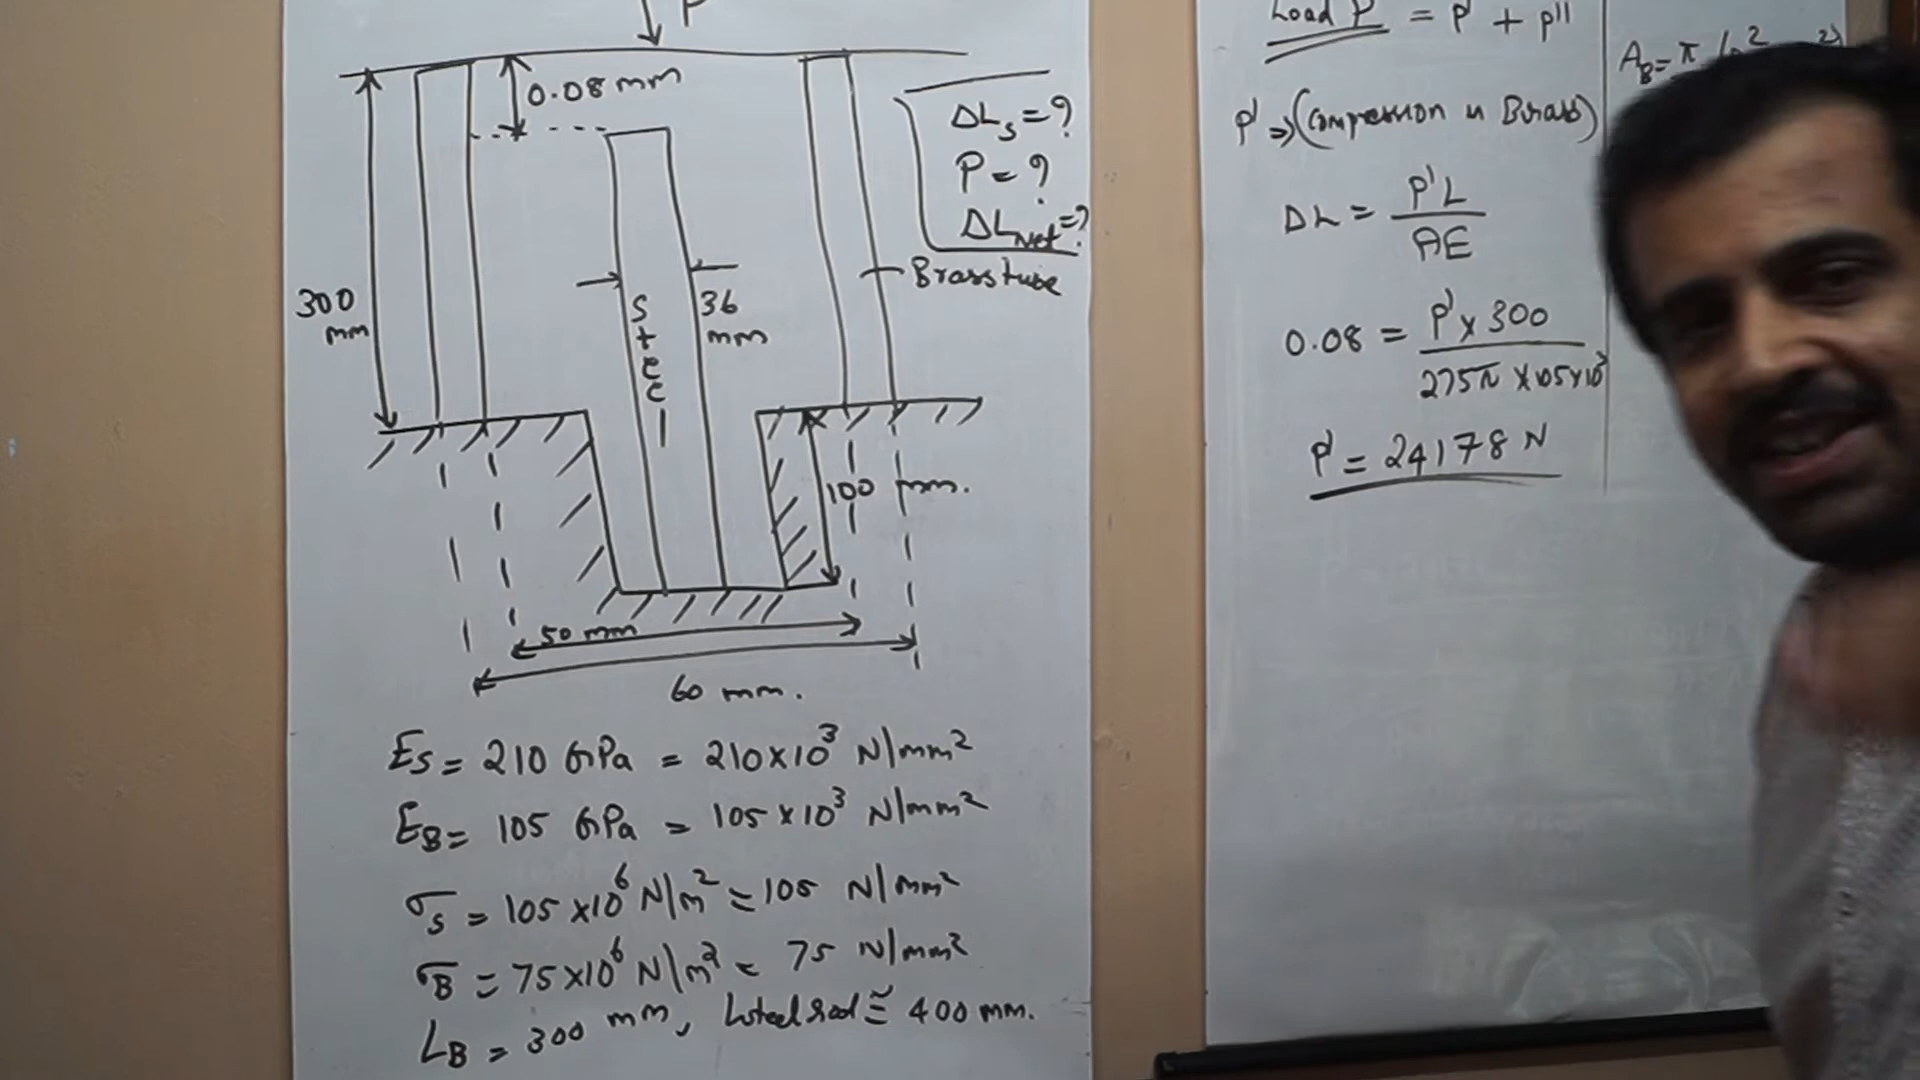 P
0.08 mm
ΔLs = ?
P = ?
ΔLNet = ?
Brass tube
300 mm
Steel
36 mm
100 mm.
50 mm
60 mm.
Es = 210 GPa = 210×10³ N/mm²
EB = 105 GPa = 105×10³ N/mm²
σs = 105×10⁶ N/m² = 105 N/mm²
σB = 75×10⁶ N/m² = 75 N/mm²
LB = 300 mm, Lsteel rod = 400 mm.
Load P = P' + P''
P' ⇒ (Compression in Brass)
ΔL = P'L / AE
0.08 = P' × 300 / 275π × 105×10³
P' = 24178 N
AB = π